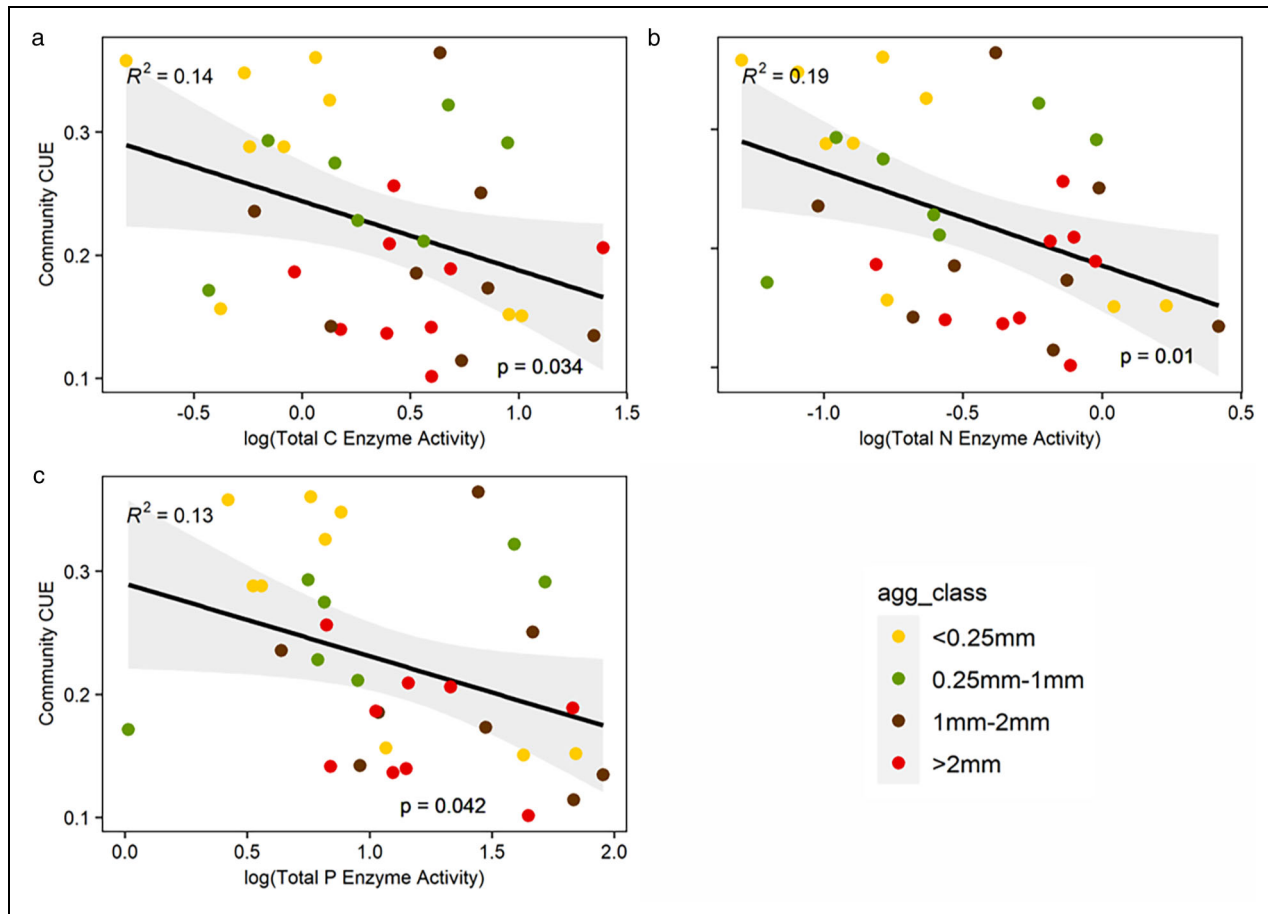 a
R² = 0.14
0.3
0.2
0.1
Community CUE
p = 0.034
-0.5 0.0 0.5 1.0 1.5
log(Total C Enzyme Activity)
b
R² = 0.19
p = 0.01
-1.0 -0.5 0.0 0.5
log(Total N Enzyme Activity)
c
R² = 0.13
0.3
0.2
0.1
Community CUE
p = 0.042
0.0 0.5 1.0 1.5 2.0
log(Total P Enzyme Activity)
agg_class
<0.25mm
0.25mm-1mm
1mm-2mm
>2mm